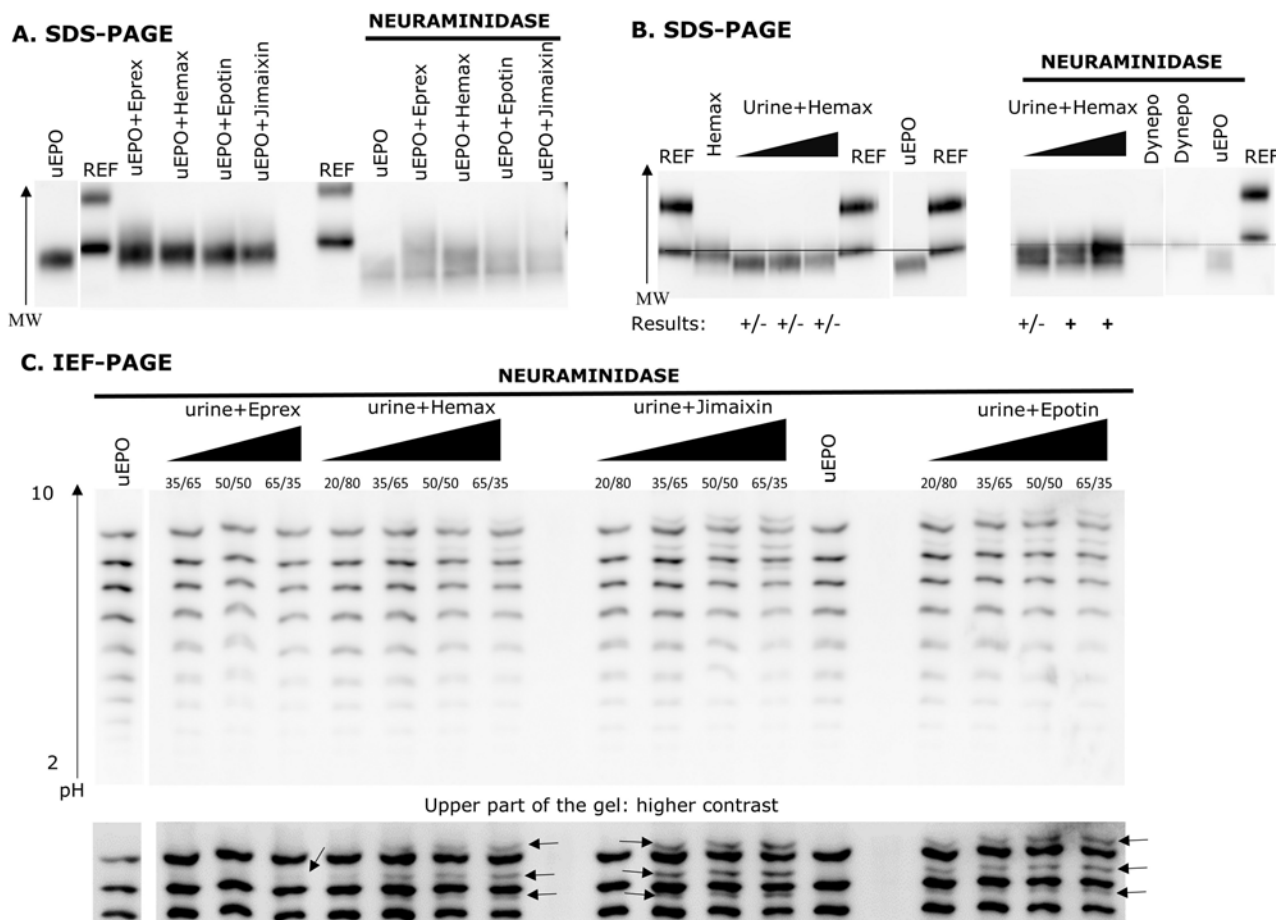 A. SDS-PAGE
NEURAMINIDASE
uEPO
REF
uEPO+Eprex
uEPO+Hemax
uEPO+Epotin
uEPO+Jimaixin
REF
uEPO
uEPO+Eprex
uEPO+Hemax
uEPO+Epotin
uEPO+Jimaixin
MW
B. SDS-PAGE
NEURAMINIDASE
REF
Hemax
Urine+Hemax
REF
uEPO
REF
Urine+Hemax
Dynepo
Dynepo
uEPO
REF
MW
Results: +/- +/- +/- +/- + +
C. IEF-PAGE
NEURAMINIDASE
uEPO
urine+Eprex
urine+Hemax
urine+Jimaixin
uEPO
urine+Epotin
35/65 50/50 65/35 20/80 35/65 50/50 65/35 20/80 35/65 50/50 65/35 20/80 35/65 50/50 65/35
10
2
pH
Upper part of the gel: higher contrast